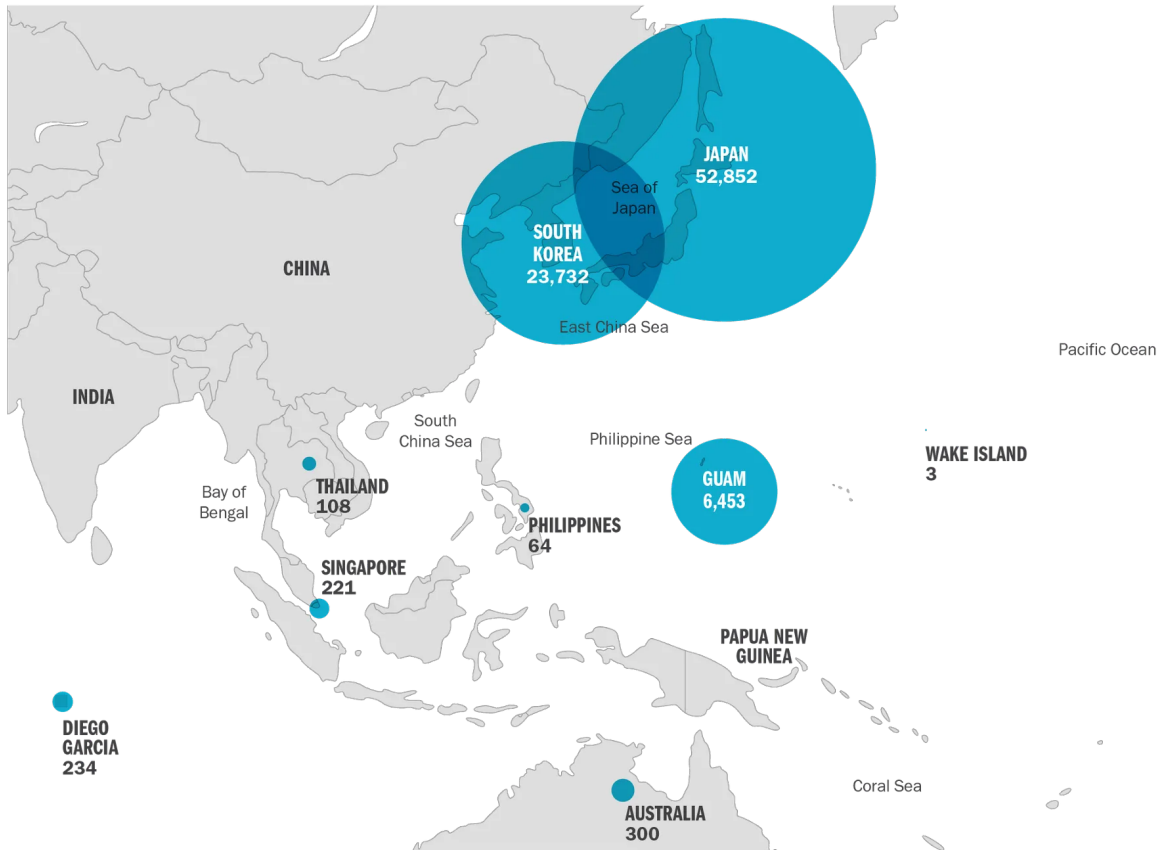 JAPAN
52,852
Sea of
Japan
SOUTH
KOREA
23,732
CHINA
East China Sea
Pacific Ocean
INDIA
South
China Sea
Philippine Sea
WAKE ISLAND
3
GUAM
6,453
THAILAND
108
Bay of
Bengal
PHILIPPINES
64
SINGAPORE
221
PAPUA NEW
GUINEA
DIEGO
GARCIA
234
Coral Sea
AUSTRALIA
300